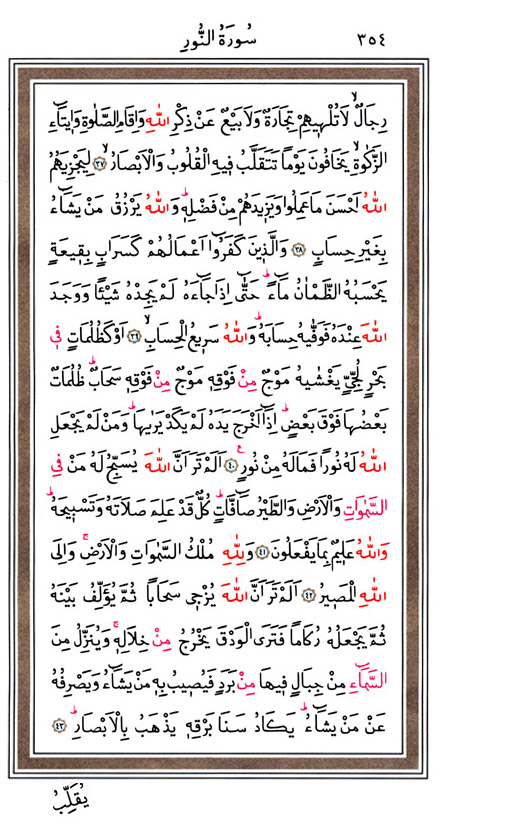 ٣٥٤ سُورَةُ النُّورِ
رِجَالٌ لَا تُلْهٖيهِمْ تِجَارَةٌ وَلَا بَيْعٌ عَنْ ذِكْرِ اللّٰهِ وَاِقَامِ الصَّلٰوةِ وَاٖيتَٓاءِ
الزَّكٰوةِۙ يَخَافُونَ يَوْمًا تَتَقَلَّبُ فٖيهِ الْقُلُوبُ وَالْاَبْصَارُۙ ﴿٣٧﴾ لِيَجْزِيَهُمُ
اللّٰهُ اَحْسَنَ مَا عَمِلُوا وَيَزٖيدَهُمْ مِنْ فَضْلِهٖۜ وَاللّٰهُ يَرْزُقُ مَنْ يَشَٓاءُ
بِغَيْرِ حِسَابٍ ﴿٣٨﴾ وَالَّذٖينَ كَفَرُٓوا اَعْمَالُهُمْ كَسَرَابٍ بِقٖيعَةٍ
يَحْسَبُهُ الظَّمْاٰنُ مَٓاءًۜ حَتّٰٓى اِذَا جَٓاءَهُ لَمْ يَجِدْهُ شَيْـًٔا وَوَجَدَ
اللّٰهَ عِنْدَهُ فَوَفّٰيهُ حِسَابَهُۜ وَاللّٰهُ سَرٖيعُ الْحِسَابِۙ ﴿٣٩﴾ اَوْ كَظُلُمَاتٍ فٖي
بَحْرٍ لُجِّيٍّ يَغْشٰيهُ مَوْجٌ مِنْ فَوْقِهٖ مَوْجٌ مِنْ فَوْقِهٖ سَحَابٌۜ ظُلُمَاتٌ
بَعْضُهَا فَوْقَ بَعْضٍۜ اِذَٓا اَخْرَجَ يَدَهُ لَمْ يَكَدْ يَرٰيهَاۜ وَمَنْ لَمْ يَجْعَلِ
اللّٰهُ لَهُ نُورًا فَمَا لَهُ مِنْ نُورٍࣖ ﴿٤٠﴾ اَلَمْ تَرَ اَنَّ اللّٰهَ يُسَبِّحُ لَهُ مَنْ فِي
السَّمٰوَاتِ وَالْاَرْضِ وَالطَّيْرُ صَٓافَّاتٍۜ كُلٌّ قَدْ عَلِمَ صَلَاتَهُ وَتَسْبٖيحَهُۜ
وَاللّٰهُ عَلٖيمٌ بِمَا يَفْعَلُونَ ﴿٤١﴾ وَلِلّٰهِ مُلْكُ السَّمٰوَاتِ وَالْاَرْضِۚ وَاِلَى
اللّٰهِ الْمَصٖيرُ ﴿٤٢﴾ اَلَمْ تَرَ اَنَّ اللّٰهَ يُزْجٖي سَحَابًا ثُمَّ يُؤَلِّفُ بَيْنَهُ
ثُمَّ يَجْعَلُهُ رُكَامًا فَتَرَى الْوَدْقَ يَخْرُجُ مِنْ خِلَالِهٖۚ وَيُنَزِّلُ مِنَ
السَّمَٓاءِ مِنْ جِبَالٍ فٖيهَا مِنْ بَرَدٍ فَيُصٖيبُ بِهٖ مَنْ يَشَٓاءُ وَيَصْرِفُهُ
عَنْ مَنْ يَشَٓاءُۜ يَكَادُ سَنَا بَرْقِهٖ يَذْهَبُ بِالْاَبْصَارِۜ ﴿٤٣﴾
يُقَلِّبُ